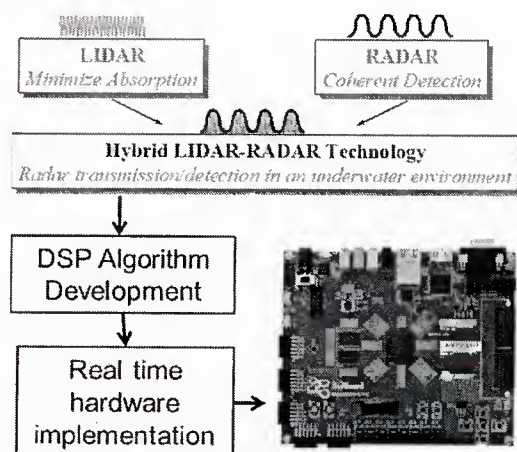 LIDAR
Minimize Absorption
RADAR
Coherent Detection
Hybrid LIDAR-RADAR Technology
Radar transmission/detection in an underwater environment
DSP Algorithm
Development
Real time
hardware
implementation